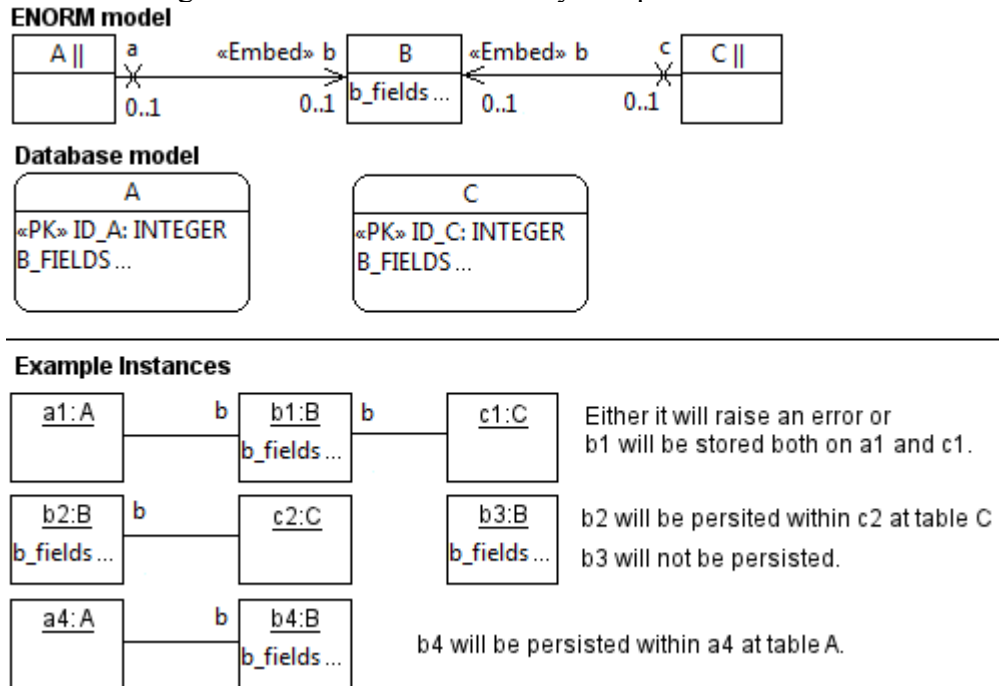 ENORM model
A ||
a
«Embed» b
B
«Embed» b
c
C ||
0..1
0..1
b_fields ...
0..1
0..1
Database model
A
«PK» ID_A: INTEGER
B_FIELDS ...
C
«PK» ID_C: INTEGER
B_FIELDS ...
Example Instances
a1:A
b
b1:B
b_fields ...
b
c1:C
Either it will raise an error or
b1 will be stored both on a1 and c1.
b2:B
b_fields ...
b
c2:C
b3:B
b_fields ...
b2 will be persited within c2 at table C
b3 will not be persisted.
a4:A
b
b4:B
b_fields ...
b4 will be persisted within a4 at table A.